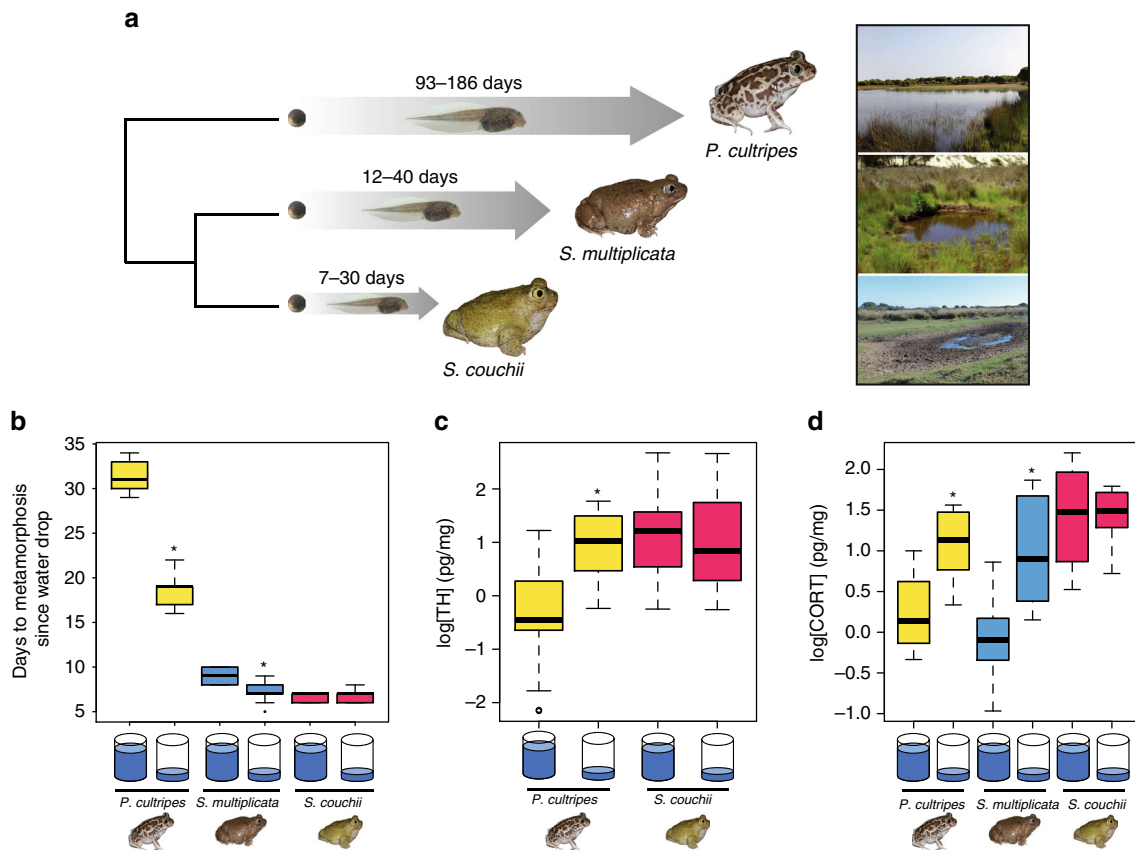 a
93–186 days
P. cultripes
12–40 days
S. multiplicata
7–30 days
S. couchii
b
Days to metamorphosis
since water drop
35
30
25
20
15
10
5
*
*
P. cultripes
S. multiplicata
S. couchii
c
log[TH] (pg/mg)
2
1
0
–1
–2
*
P. cultripes
S. couchii
d
log[CORT] (pg/mg)
2.0
1.5
1.0
0.5
0.0
–0.5
–1.0
*
*
P. cultripes
S. multiplicata
S. couchii